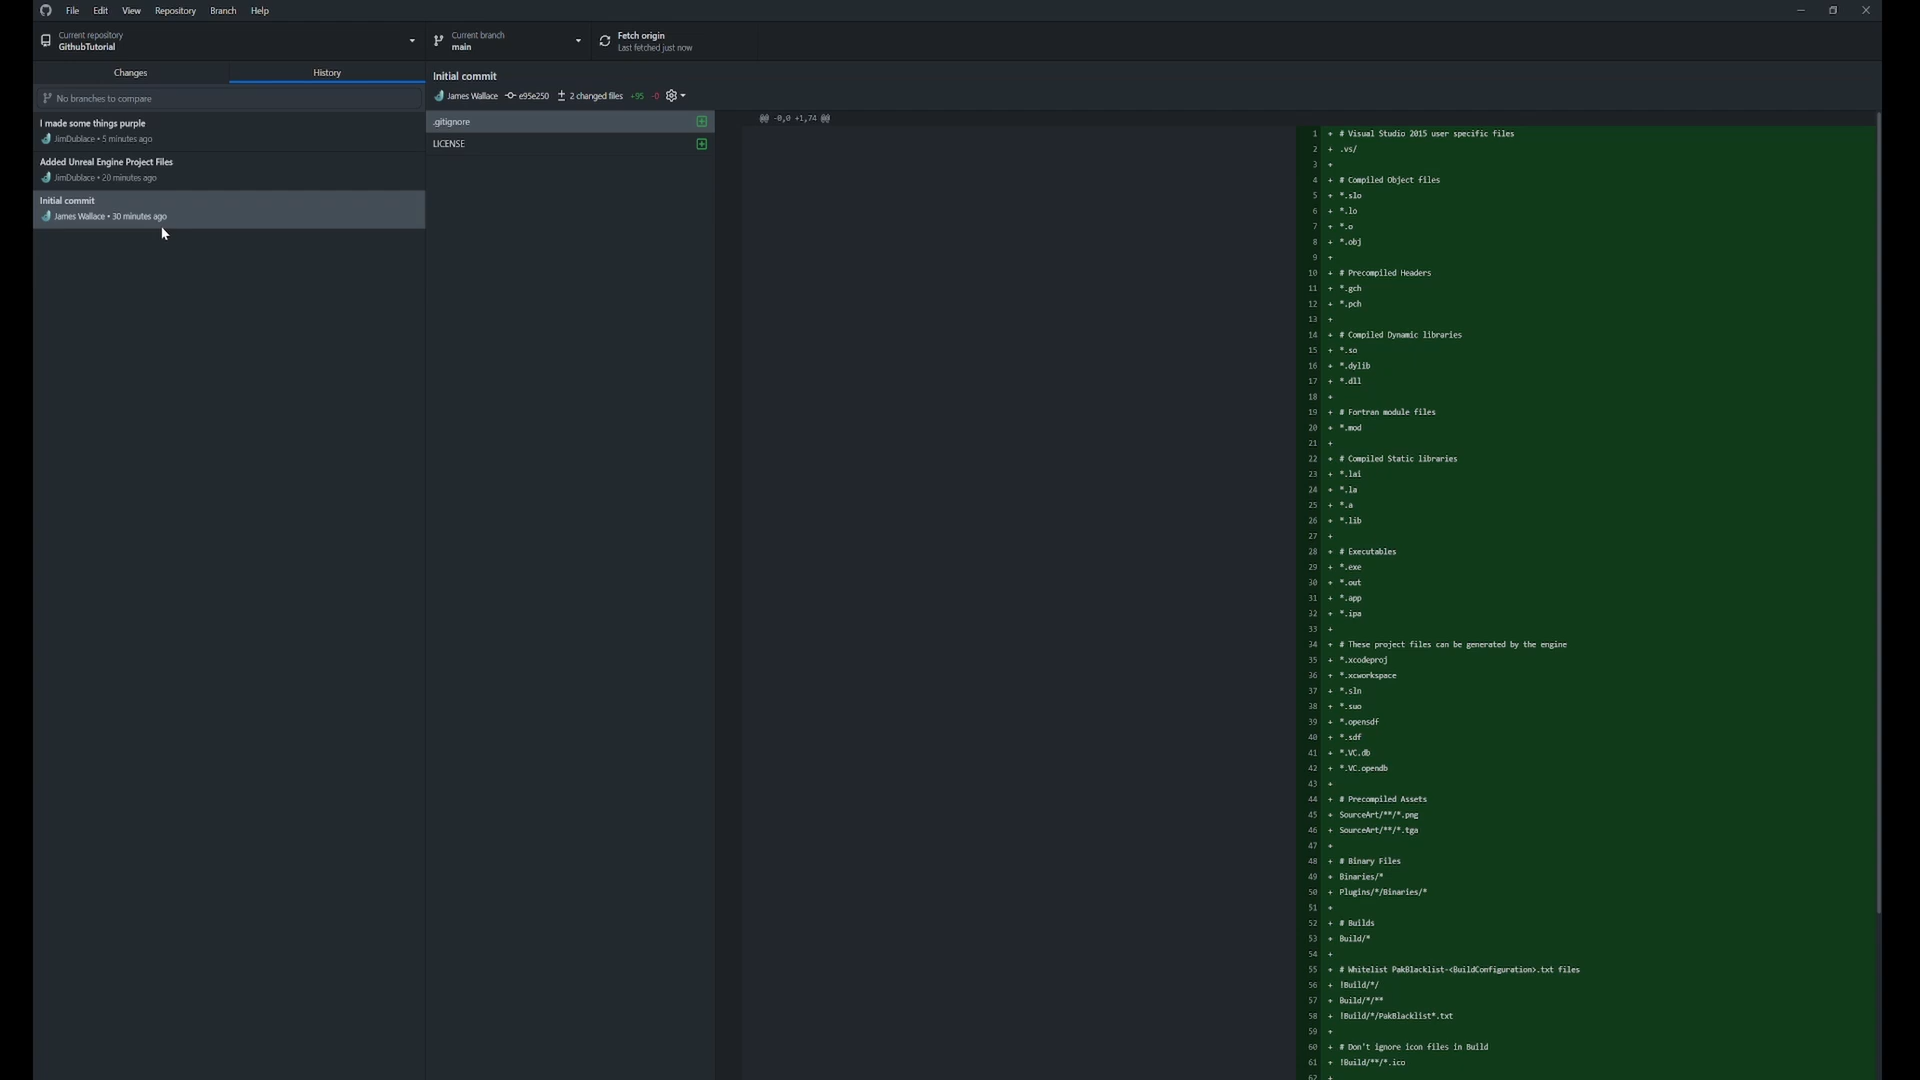 File Edit View Repository Branch Help
Current repository
GithubTutorial
Current branch
main
Fetch origin
Last fetched just now
Changes
History
No branches to compare
I made some things purple
JimDublace • 5 minutes ago
Added Unreal Engine Project Files
JimDublace • 20 minutes ago
Initial commit
James Wallace • 30 minutes ago
Initial commit
James Wallace e95e250 2 changed files +95 -0
.gitignore
LICENSE
@@ -0,0 +1,74 @@
1 + # Visual Studio 2015 user specific files
2 + .vs/
3 +
4 + # Compiled Object files
5 + *.slo
6 + *.lo
7 + *.o
8 + *.obj
9 +
10 + # Precompiled Headers
11 + *.gch
12 + *.pch
13 +
14 + # Compiled Dynamic libraries
15 + *.so
16 + *.dylib
17 + *.dll
18 +
19 + # Fortran module files
20 + *.mod
21 +
22 + # Compiled Static libraries
23 + *.lai
24 + *.la
25 + *.a
26 + *.lib
27 +
28 + # Executables
29 + *.exe
30 + *.out
31 + *.app
32 + *.ipa
33 +
34 + # These project files can be generated by the engine
35 + *.xcodeproj
36 + *.xcworkspace
37 + *.sln
38 + *.suo
39 + *.opensdf
40 + *.sdf
41 + *.VC.db
42 + *.VC.opendb
43 +
44 + # Precompiled Assets
45 + SourceArt/**/*.png
46 + SourceArt/**/*.tga
47 +
48 + # Binary Files
49 + Binaries/*
50 + Plugins/*/Binaries/*
51 +
52 + # Builds
53 + Build/*
54 +
55 + # Whitelist PakBlacklist-<BuildConfiguration>.txt files
56 + !Build/*/
57 + Build/*/**
58 + !Build/*/PakBlacklist*.txt
59 +
60 + # Don't ignore icon files in Build
61 + !Build/**/*.ico
62 +